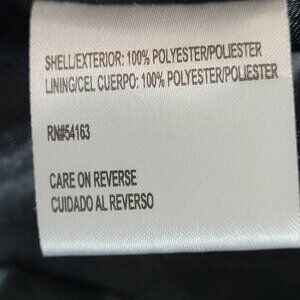 SHELL/EXTERIOR: 100% POLYESTER/POLIESTER
LINING/CEL CUERPO: 100% POLYESTER/POLIESTER
RN#54163
CARE ON REVERSE
CUIDADO AL REVERSO